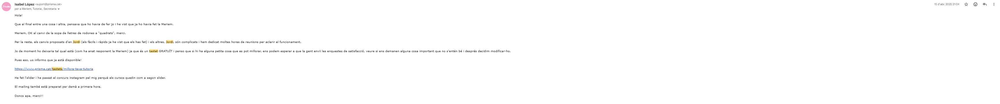 PrisMa
Isabel López <suport@prisma.cat>
15 d'abr. 2025 21:04
per a Meriem, Tutoria:, Secretaria
Hola!
Que al final entre una cosa i altra, pensava que ho havia de fer jo i he vist que ja ho havia fet la Meriem.
Meriem, OK al canvi de la sopa de lletres de rodones a "quadrats", merci.
Per la resta, els canvis proposats d'en Jordi (els fàcils i ràpids ja he vist que els has fet) i els altres, Jordi, són complicats i hem dedicat moltes hores de reunions per aclarir el funcionament.
Jo de moment ho deixaria tal qual està (com ha anat responent la Meriem) ja que és un tastet GRATUÏT i penso que si hi ha alguna petita cosa que es pot millorar, ens podem esperar a que la gent enviï les enquestes de satisfacció, veure si ens demanen alguna cosa important que no s'entén bé i després decidim modificar-ho.
Pues eso, us informo que ja està disponible!
https://www.prisma.cat/tastets/millora-teva-tutoria
He fet l'slider i he passat el concurs instagram pel mig perquè els cursos quedin com a segon slider.
El mailing també està preparat per demà a primera hora.
Doncs apa, merci!!